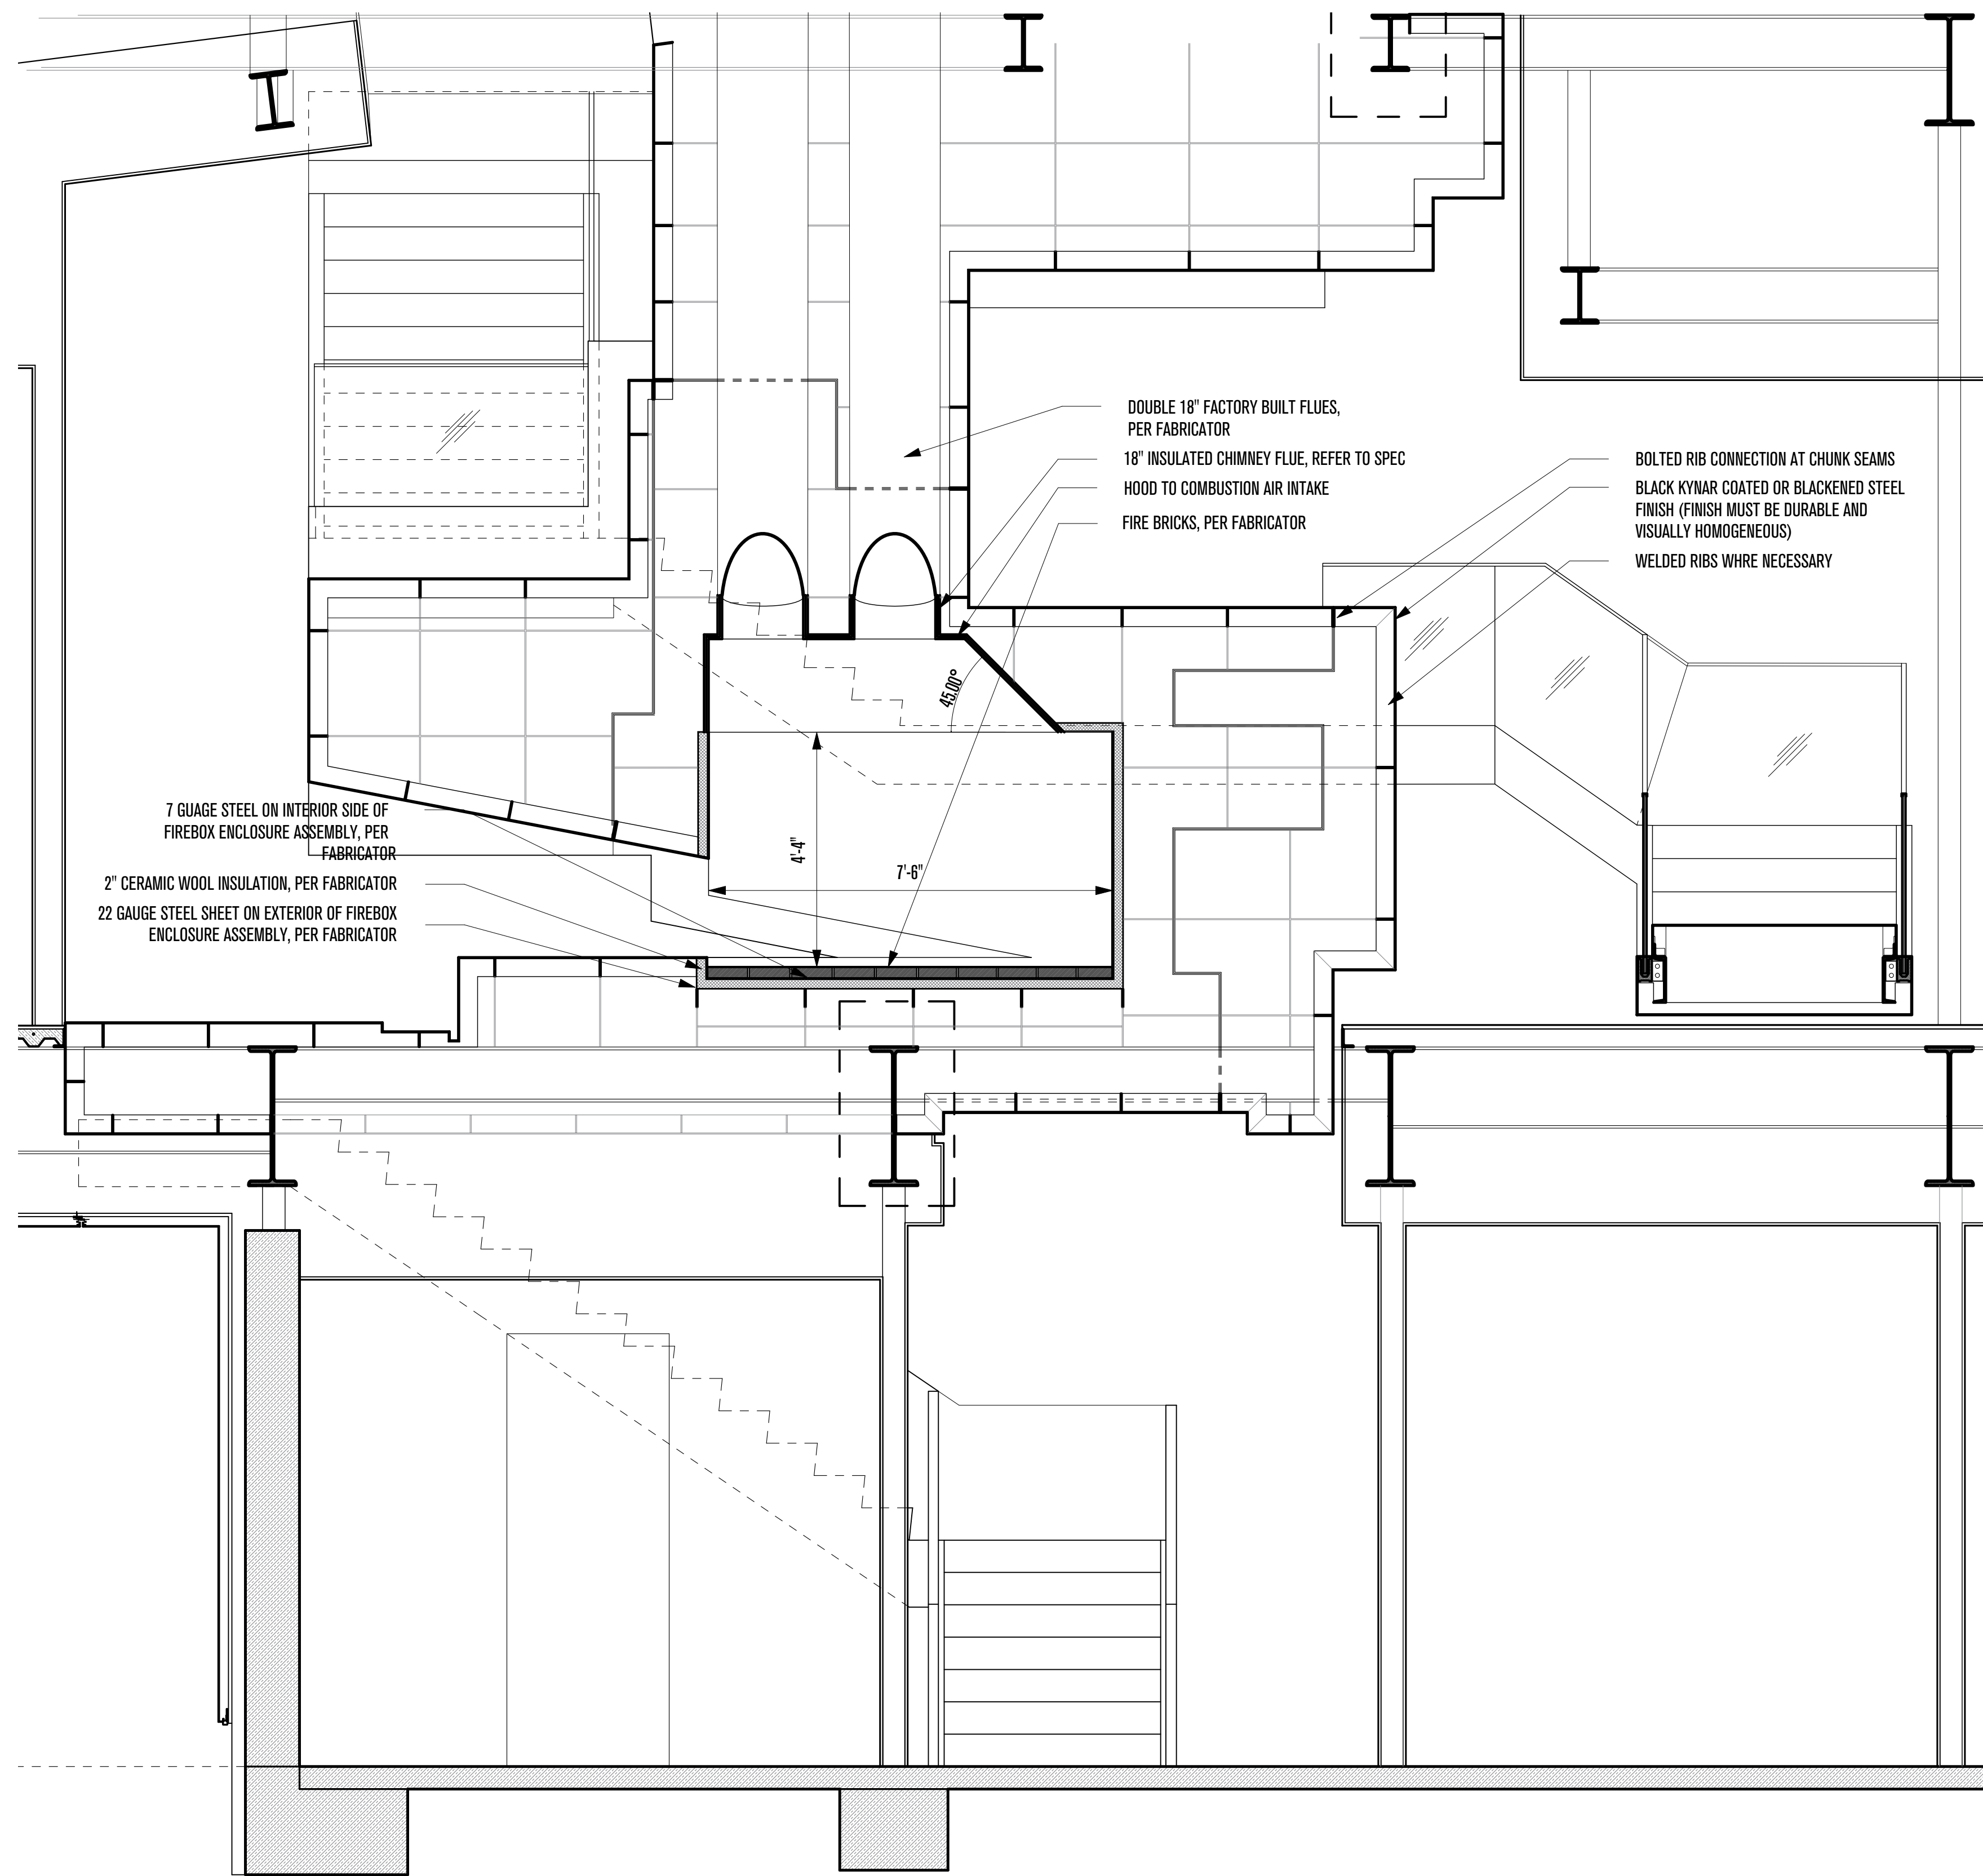 DOUBLE 18" FACTORY BUILT FLUES,
PER FABRICATOR
18" INSULATED CHIMNEY FLUE, REFER TO SPEC
HOOD TO COMBUSTION AIR INTAKE
FIRE BRICKS, PER FABRICATOR
BOLTED RIB CONNECTION AT CHUNK SEAMS
BLACK KYNAR COATED OR BLACKENED STEEL
FINISH (FINISH MUST BE DURABLE AND
VISUALLY HOMOGENEOUS)
WELDED RIBS WHRE NECESSARY
45.00°
4'-4"
7'-6"
7 GUAGE STEEL ON INTERIOR SIDE OF
FIREBOX ENCLOSURE ASSEMBLY, PER
FABRICATOR
2" CERAMIC WOOL INSULATION, PER FABRICATOR
22 GAUGE STEEL SHEET ON EXTERIOR OF FIREBOX
ENCLOSURE ASSEMBLY, PER FABRICATOR